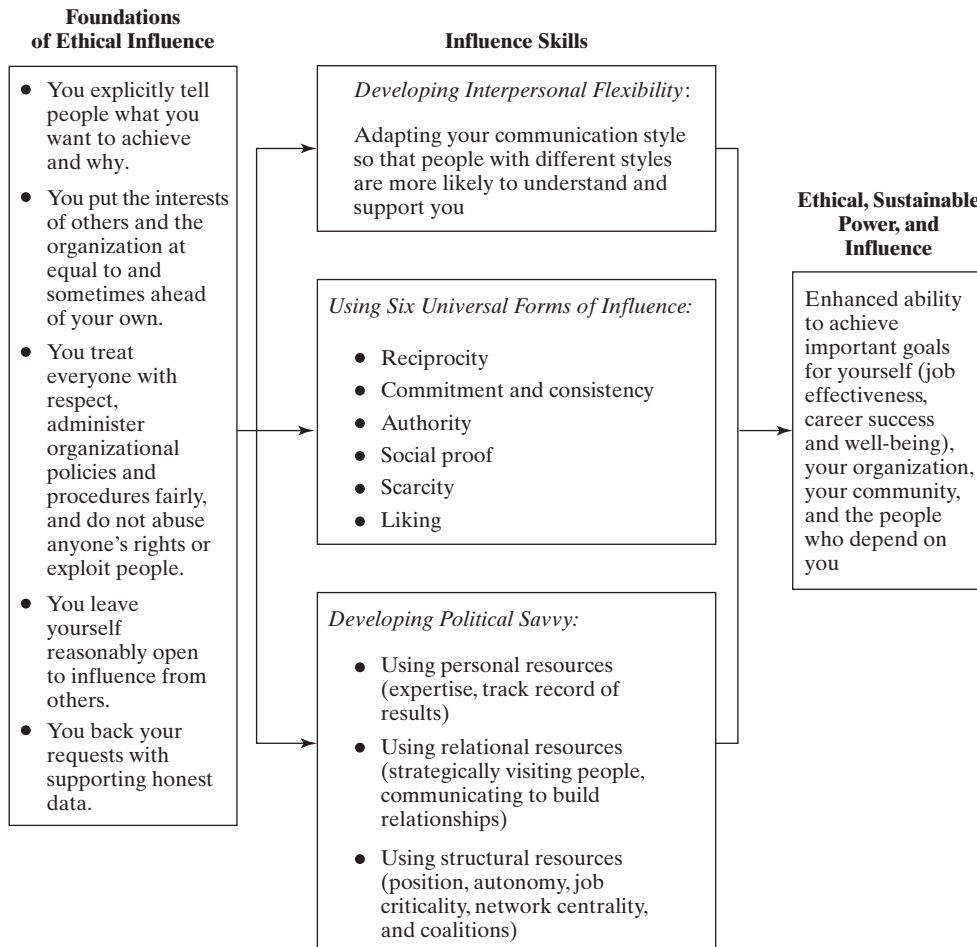 Foundations
of Ethical Influence
● You explicitly tell
people what you
want to achieve
and why.
● You put the interests
of others and the
organization at
equal to and
sometimes ahead
of your own.
● You treat
everyone with
respect,
administer
organizational
policies and
procedures fairly,
and do not abuse
anyone's rights or
exploit people.
● You leave
yourself
reasonably open
to influence from
others.
● You back your
requests with
supporting honest
data.
Influence Skills
Developing Interpersonal Flexibility:
Adapting your communication style
so that people with different styles
are more likely to understand and
support you
Using Six Universal Forms of Influence:
● Reciprocity
● Commitment and consistency
● Authority
● Social proof
● Scarcity
● Liking
Developing Political Savvy:
● Using personal resources
(expertise, track record of
results)
● Using relational resources
(strategically visiting people,
communicating to build
relationships)
● Using structural resources
(position, autonomy, job
criticality, network centrality,
and coalitions)
Ethical, Sustainable
Power, and
Influence
Enhanced ability
to achieve
important goals
for yourself (job
effectiveness,
career success
and well-being),
your organization,
your community,
and the people
who depend on
you